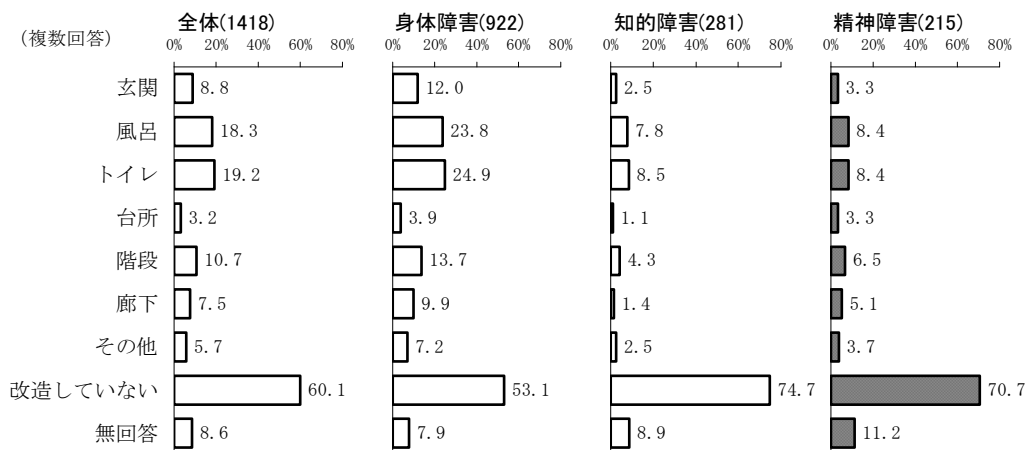 全体(1418) 身体障害(922) 知的障害(281) 精神障害(215)
(複数回答) 0% 20% 40% 60% 80% 0% 20% 40% 60% 80% 0% 20% 40% 60% 80% 0% 20% 40% 60% 80%
玄関 8.8 12.0 2.5 3.3
風呂 18.3 23.8 7.8 8.4
トイレ 19.2 24.9 8.5 8.4
台所 3.2 3.9 1.1 3.3
階段 10.7 13.7 4.3 6.5
廊下 7.5 9.9 1.4 5.1
その他 5.7 7.2 2.5 3.7
改造していない 60.1 53.1 74.7 70.7
無回答 8.6 7.9 8.9 11.2